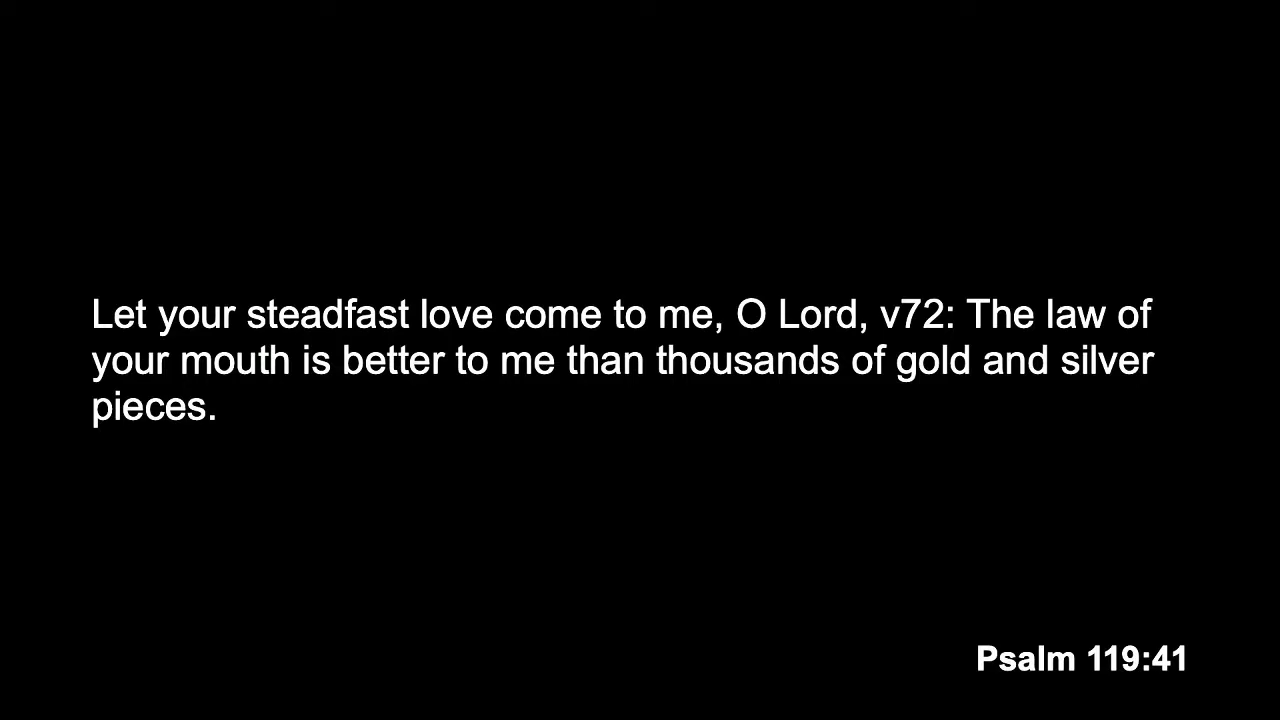 Let your steadfast love come to me, O Lord, v72: The law of
your mouth is better to me than thousands of gold and silver
pieces.
Psalm 119:41